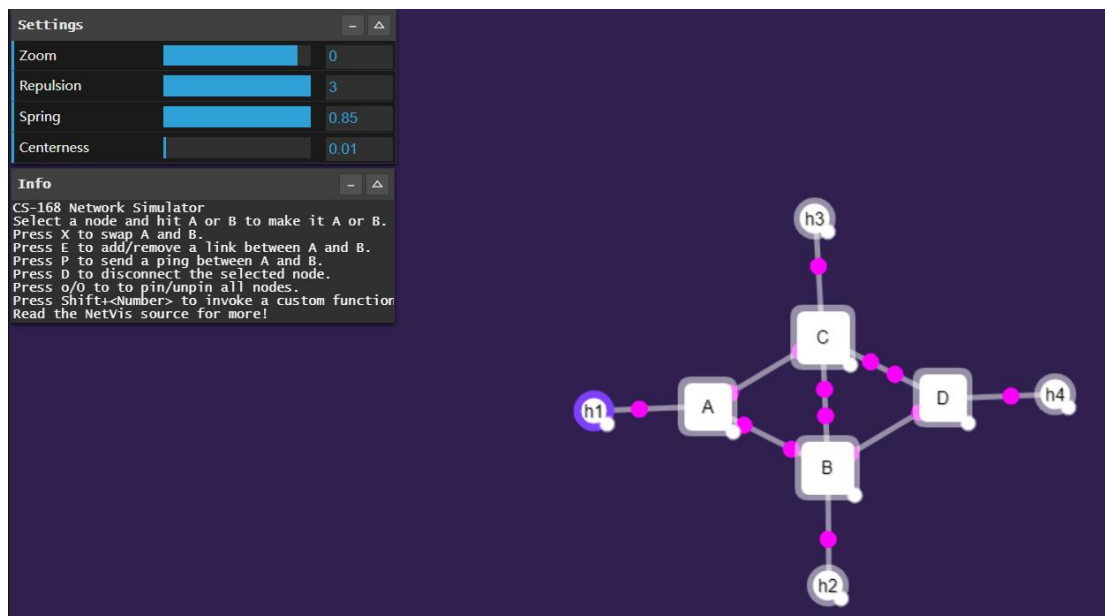 Settings
Zoom 0
Repulsion 3
Spring 0.85
Centerness 0.01
Info
CS-168 Network Simulator
Select a node and hit A or B to make it A or B.
Press X to swap A and B.
Press E to add/remove a link between A and B.
Press P to send a ping between A and B.
Press D to disconnect the selected node.
Press o/O to to pin/unpin all nodes.
Press Shift+<Number> to invoke a custom function
Read the NetVis source for more!
h3
C
h1 A D h4
B
h2